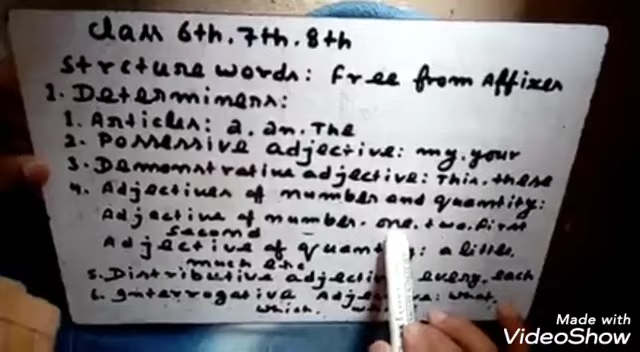 Class 6th. 7th. 8th
Strcture words: Free from Affixes
1. Determiners:
1. Articles: a. an. The
2. Possessive adjective: my. your
3. Demonstrative adjective: This. these
4. Adjectives of number and quantity:
Adjective of number. one. two. first
second
Adjective of quantity: a little.
much etc
5. Distributive adjective every. each
6. Interrogative Adjective: what.
which.
Made with
VideoShow